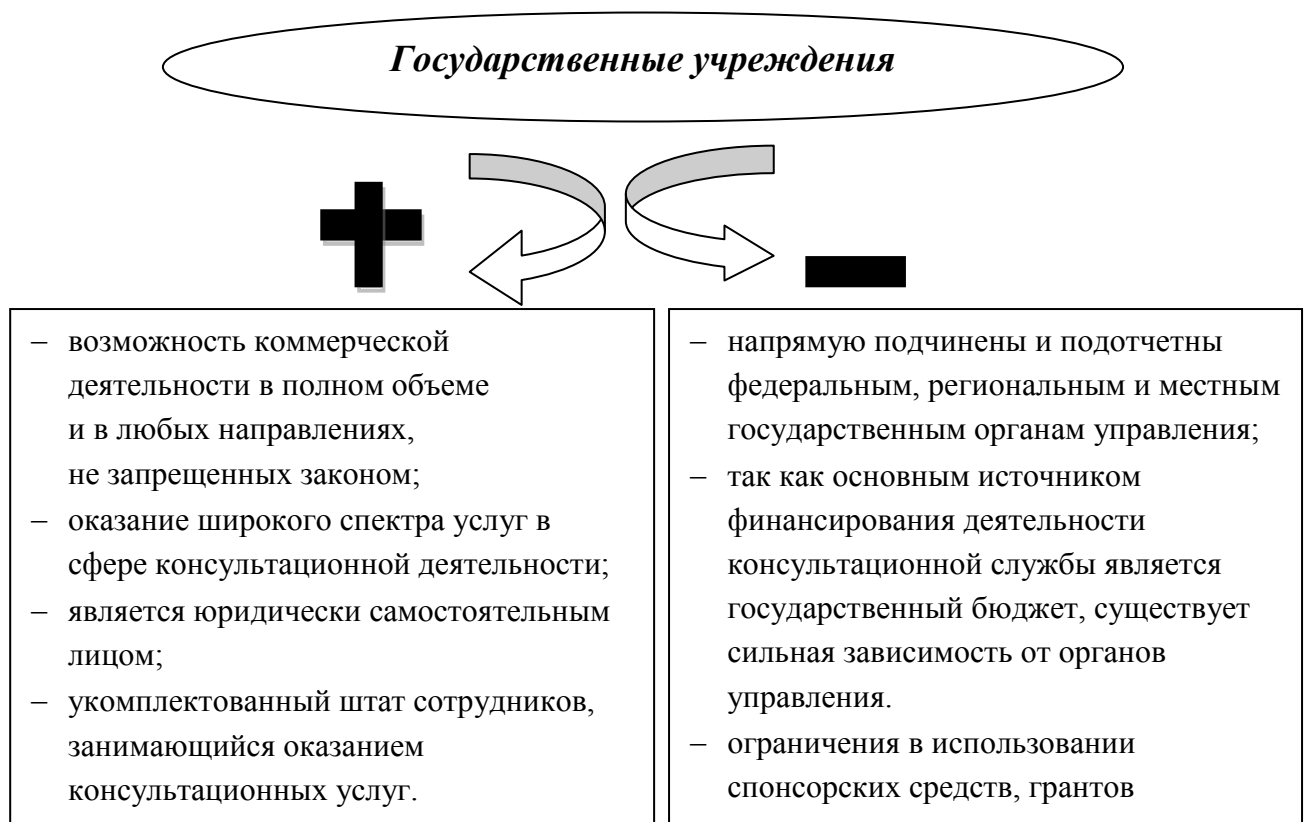 Государственные учреждения
– возможность коммерческой
деятельности в полном объеме
и в любых направлениях,
не запрещенных законом;
– оказание широкого спектра услуг в
сфере консультационной деятельности;
– является юридически самостоятельным
лицом;
– укомплектованный штат сотрудников,
занимающийся оказанием
консультационных услуг.
– напрямую подчинены и подотчетны
федеральным, региональным и местным
государственным органам управления;
– так как основным источником
финансирования деятельности
консультационной службы является
государственный бюджет, существует
сильная зависимость от органов
управления.
– ограничения в использовании
спонсорских средств, грантов